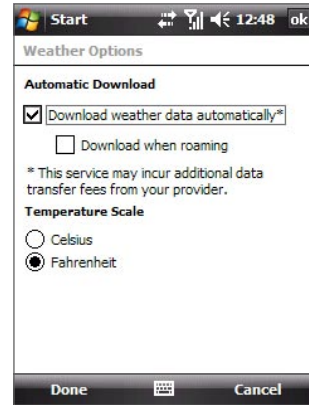 Start 12:48 ok
Weather Options
Automatic Download
Download weather data automatically*
Download when roaming
* This service may incur additional data
transfer fees from your provider.
Temperature Scale
Celsius
Fahrenheit
Done Cancel